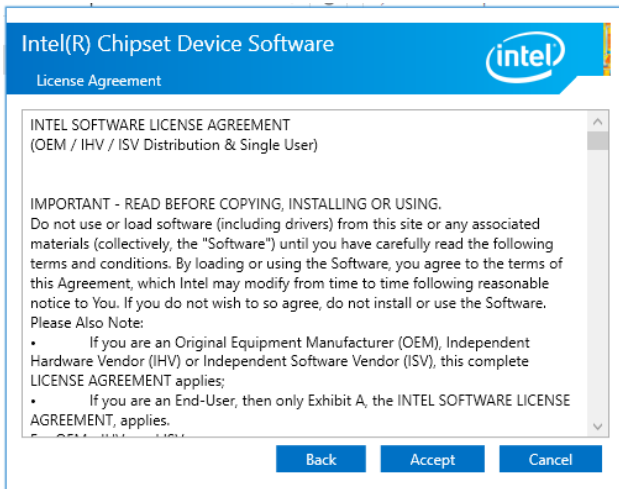 Intel(R) Chipset Device Software
License Agreement
intel
INTEL SOFTWARE LICENSE AGREEMENT
(OEM / IHV / ISV Distribution & Single User)
IMPORTANT - READ BEFORE COPYING, INSTALLING OR USING.
Do not use or load software (including drivers) from this site or any associated
materials (collectively, the "Software") until you have carefully read the following
terms and conditions. By loading or using the Software, you agree to the terms of
this Agreement, which Intel may modify from time to time following reasonable
notice to You. If you do not wish to so agree, do not install or use the Software.
Please Also Note:
• If you are an Original Equipment Manufacturer (OEM), Independent
Hardware Vendor (IHV) or Independent Software Vendor (ISV), this complete
LICENSE AGREEMENT applies;
• If you are an End-User, then only Exhibit A, the INTEL SOFTWARE LICENSE
AGREEMENT, applies.
Back Accept Cancel